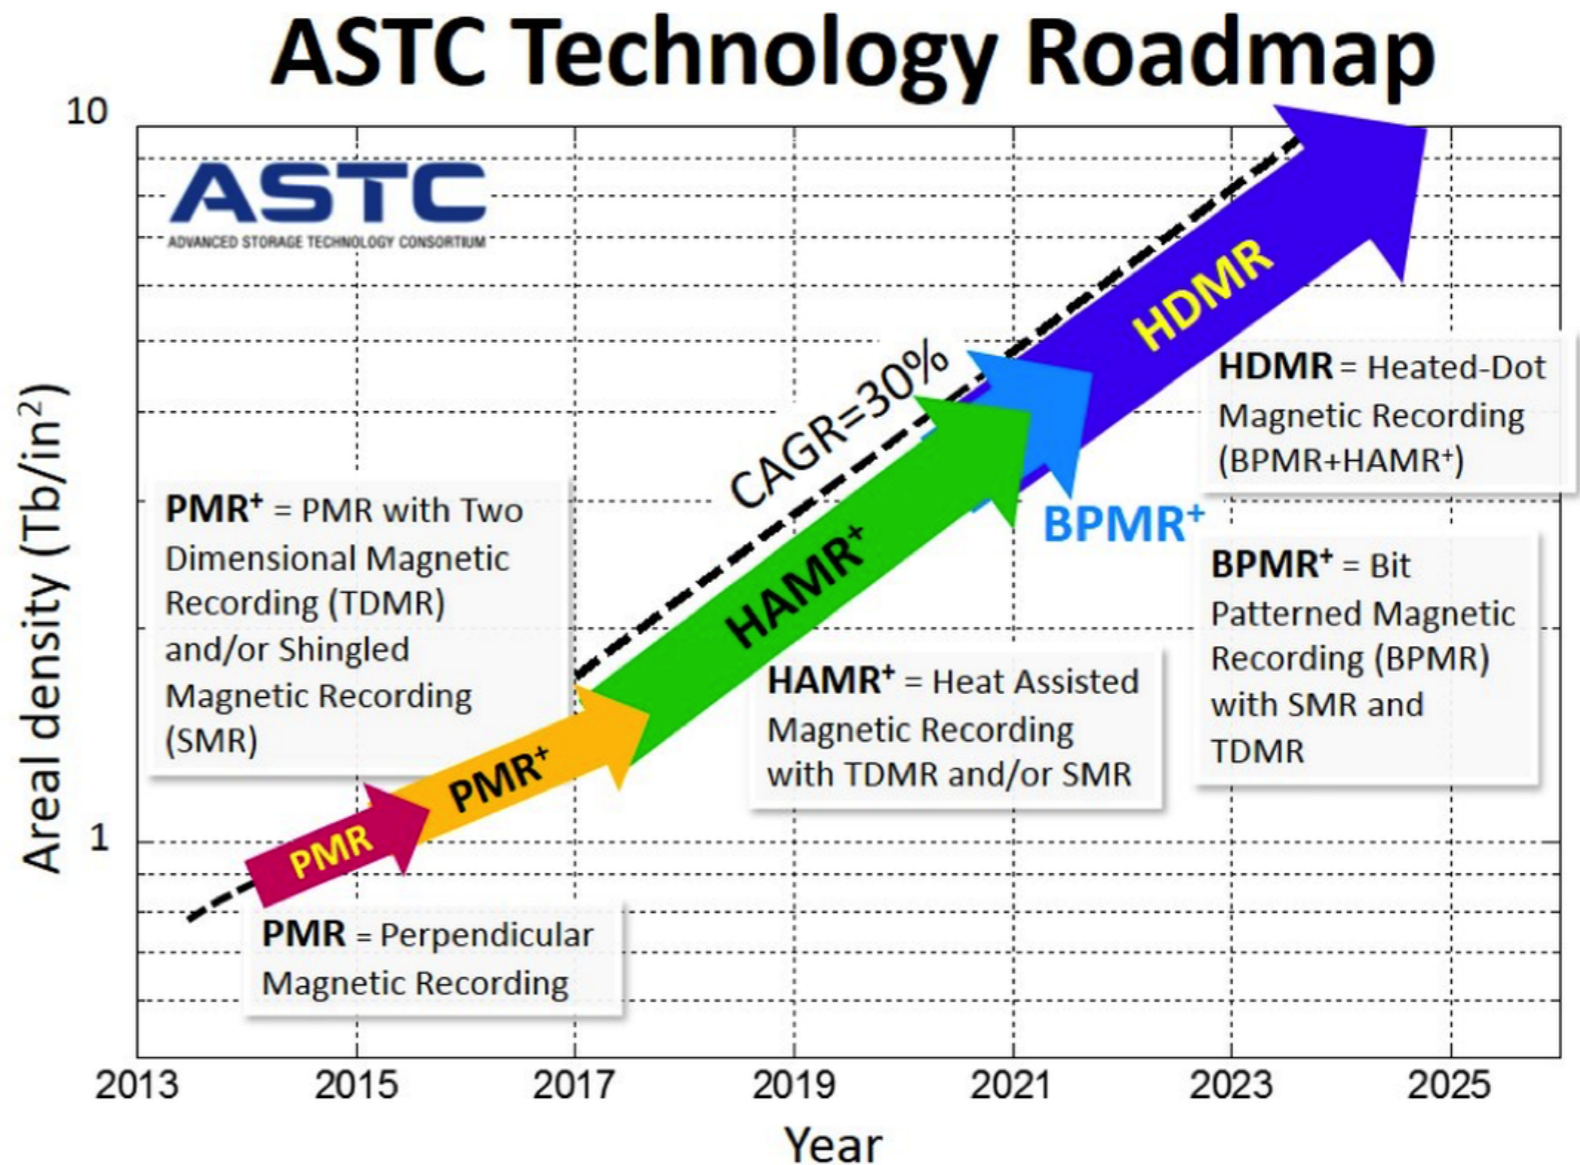 ASTC Technology Roadmap
10
ASTC
ADVANCED STORAGE TECHNOLOGY CONSORTIUM
HDMR
CAGR=30%
HDMR = Heated-Dot
Magnetic Recording
(BPMR+HAMR⁺)
Areal density (Tb/in²)
PMR⁺ = PMR with Two
Dimensional Magnetic
Recording (TDMR)
and/or Shingled
Magnetic Recording
(SMR)
BPMR⁺
HAMR⁺
BPMR⁺ = Bit
Patterned Magnetic
Recording (BPMR)
with SMR and
TDMR
HAMR⁺ = Heat Assisted
Magnetic Recording
with TDMR and/or SMR
PMR⁺
1
PMR
PMR = Perpendicular
Magnetic Recording
2013 2015 2017 2019 2021 2023 2025
Year